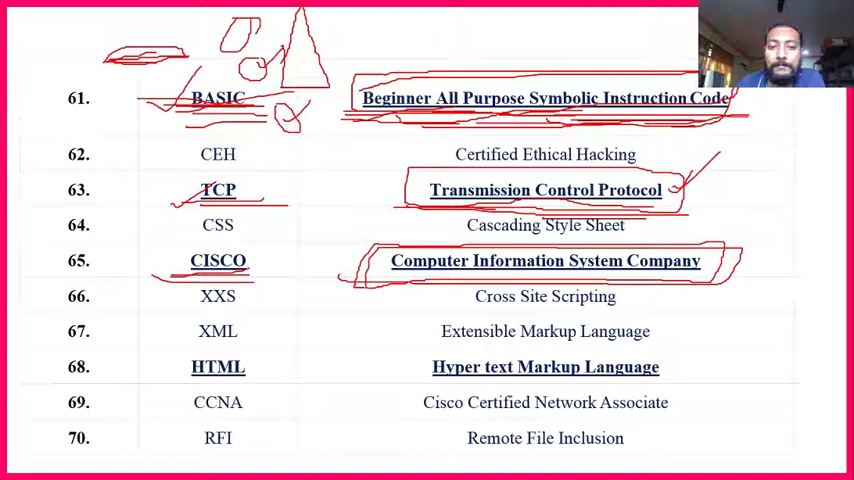 61. BASIC Beginner All Purpose Symbolic Instruction Code
62. CEH Certified Ethical Hacking
63. TCP Transmission Control Protocol
64. CSS Cascading Style Sheet
65. CISCO Computer Information System Company
66. XXS Cross Site Scripting
67. XML Extensible Markup Language
68. HTML Hyper text Markup Language
69. CCNA Cisco Certified Network Associate
70. RFI Remote File Inclusion